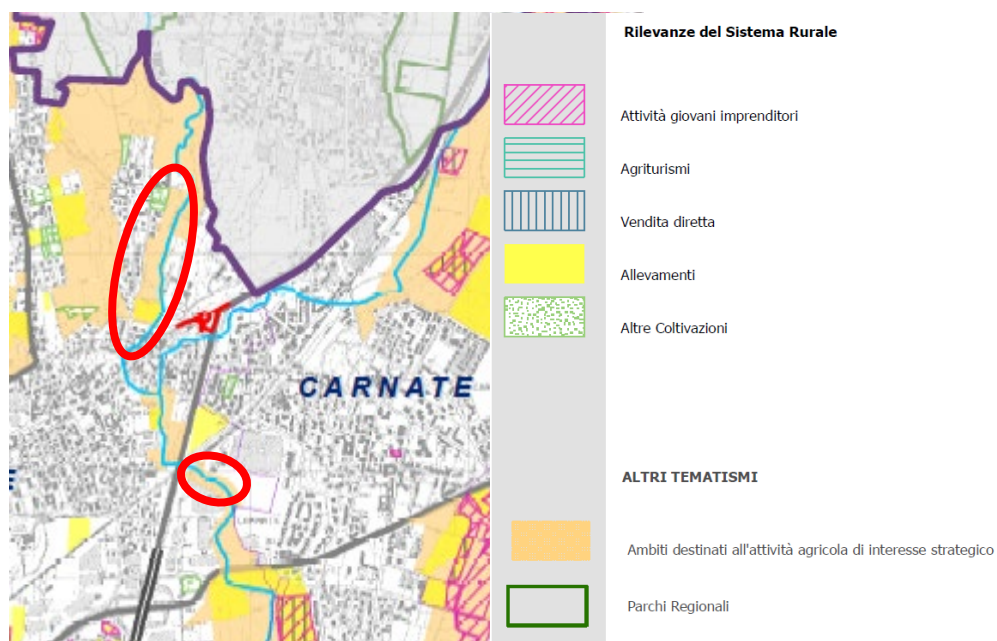 Rilevanze del Sistema Rurale
Attività giovani imprenditori
Agriturismi
Vendita diretta
Allevamenti
Altre Coltivazioni
CARNATE
E
ALTRI TEMATISMI
Ambiti destinati all'attività agricola di interesse strategico
Parchi Regionali